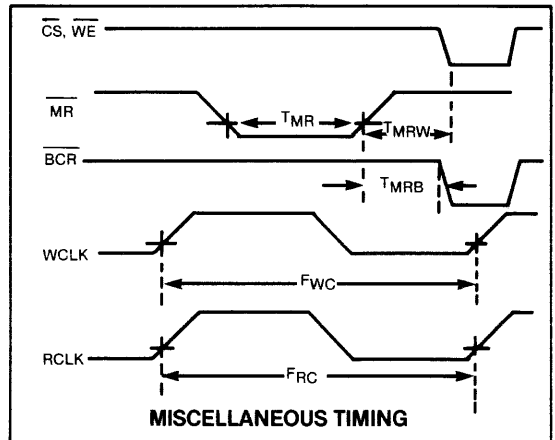 CS, WE
MR
TMR
TMRW
BCR
TMRB
WCLK
FWC
RCLK
FRC
MISCELLANEOUS TIMING